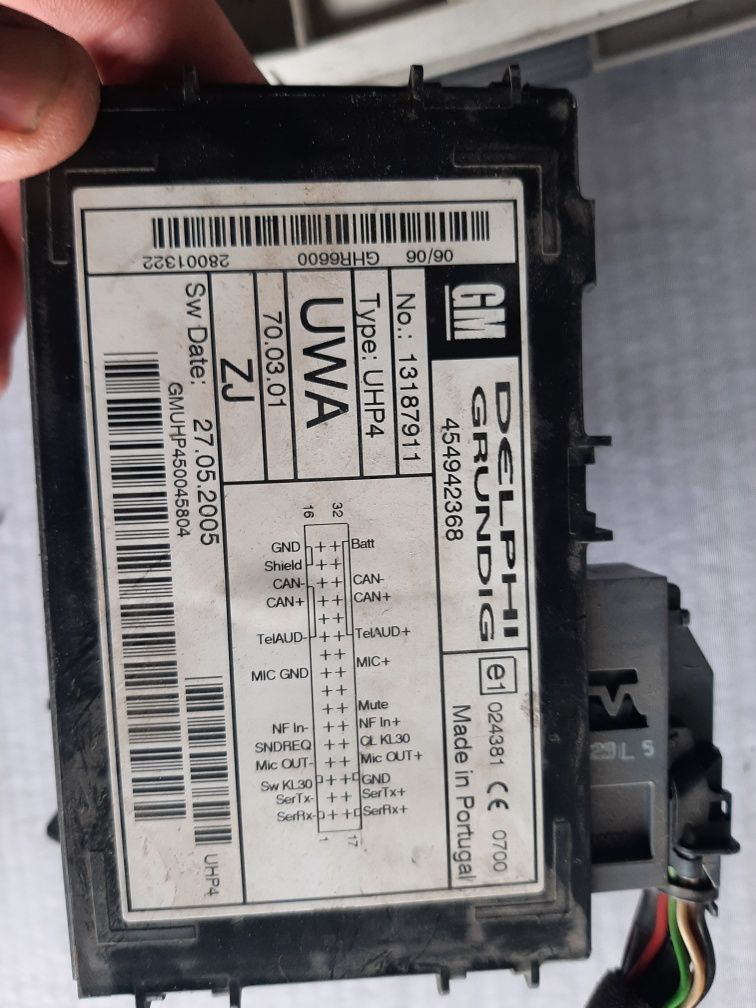 06/06 GHR6600 28001322
GM
DELPHI
GRUNDIG
454942368
No.: 13187911
Type: UHP4
UWA
70.03.01
ZJ
Sw Date: 27.05.2005
GMUHP450045804
UHP4
e1 024381 CE 0700
Made in Portugal
16 32
GND Batt
Shield
CAN- CAN-
CAN+ CAN+
TelAUD- TelAUD+
MIC GND MIC+
Mute
NF In- NF In+
SNDREQ CL KL30
Mic OUT- Mic OUT+
Sw KL30 GND
SerTx- SerTx+
SerRx- SerRx+
1 17
L 5